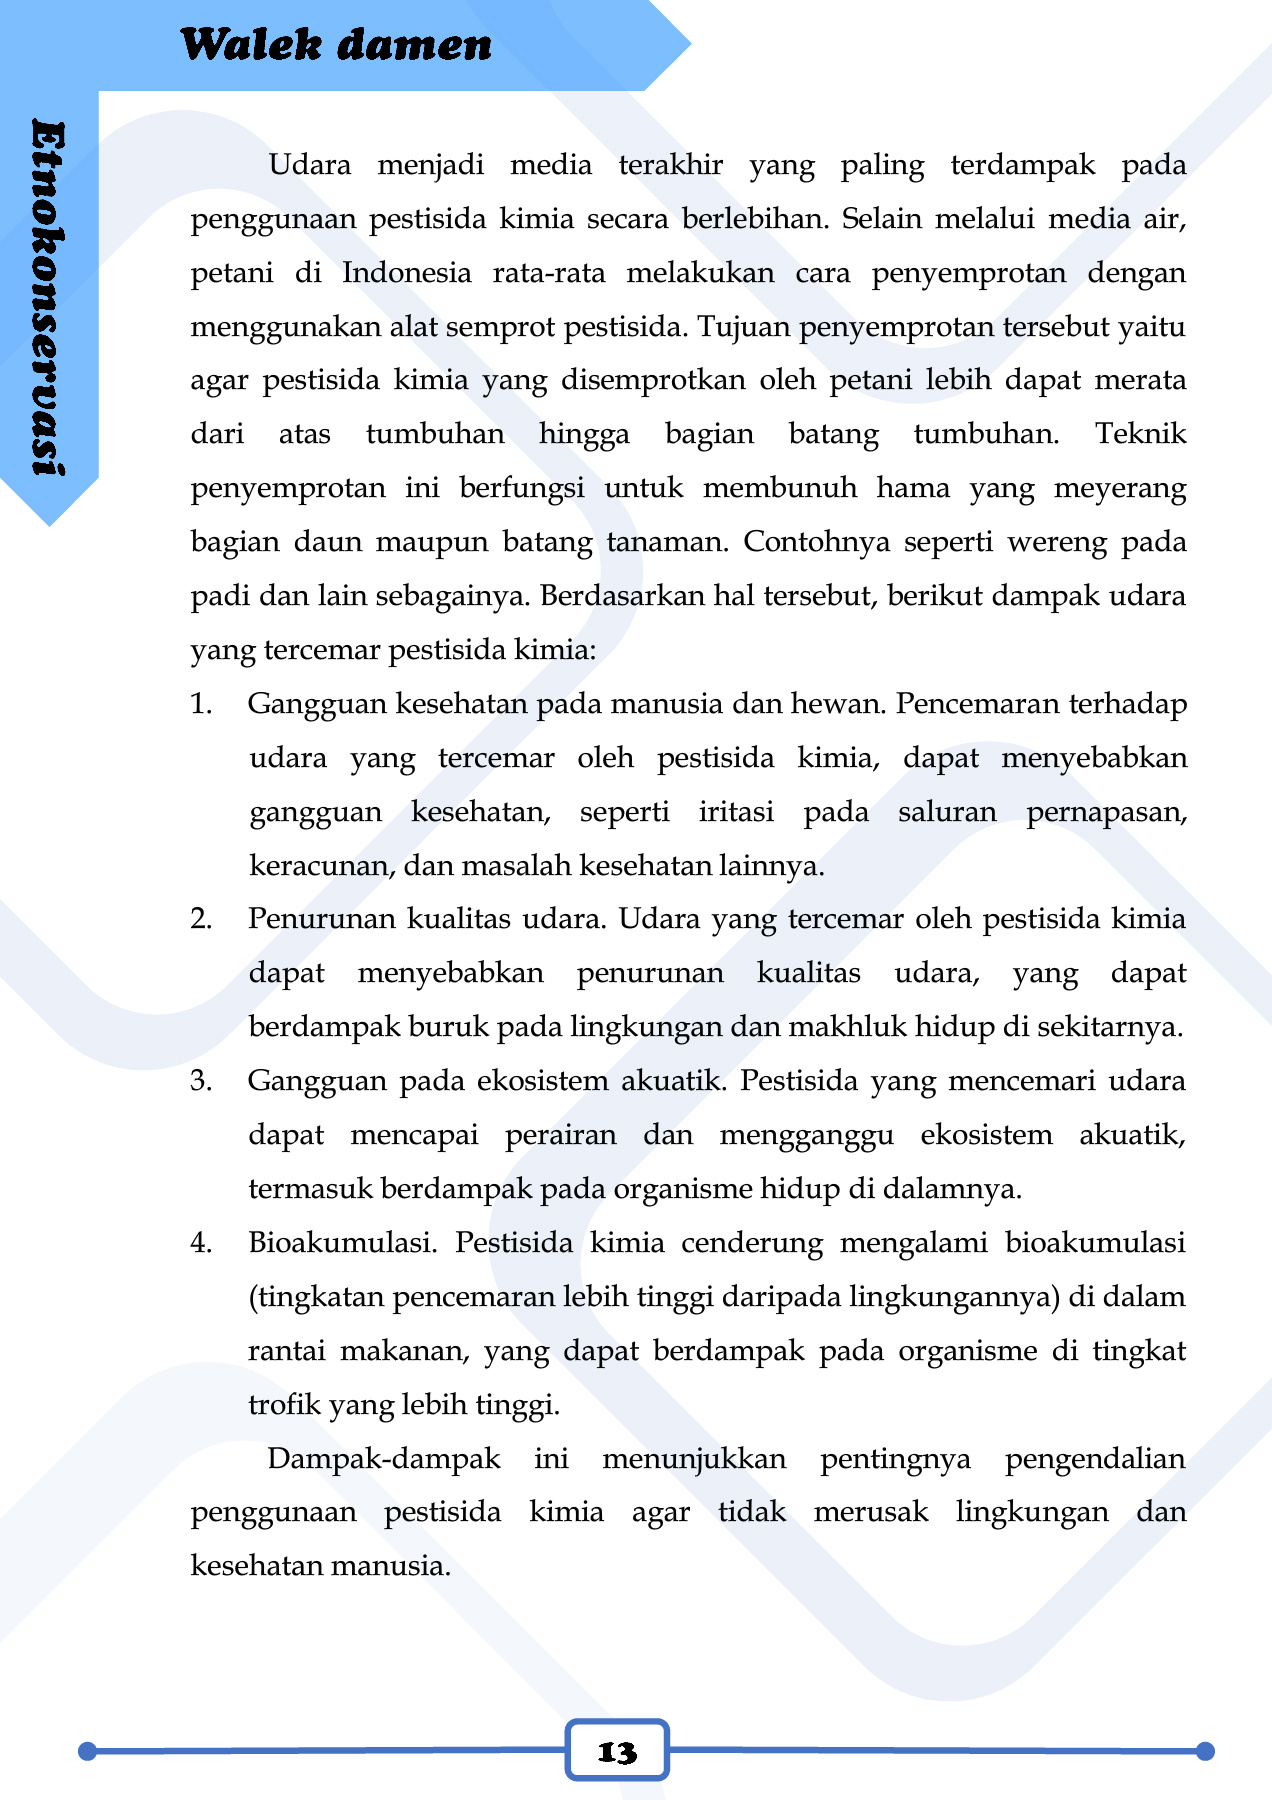 Walek damen
Etnokonservasi
Udara menjadi media terakhir yang paling terdampak pada
penggunaan pestisida kimia secara berlebihan. Selain melalui media air,
petani di Indonesia rata-rata melakukan cara penyemprotan dengan
menggunakan alat semprot pestisida. Tujuan penyemprotan tersebut yaitu
agar pestisida kimia yang disemprotkan oleh petani lebih dapat merata
dari atas tumbuhan hingga bagian batang tumbuhan. Teknik
penyemprotan ini berfungsi untuk membunuh hama yang meyerang
bagian daun maupun batang tanaman. Contohnya seperti wereng pada
padi dan lain sebagainya. Berdasarkan hal tersebut, berikut dampak udara
yang tercemar pestisida kimia:
1. Gangguan kesehatan pada manusia dan hewan. Pencemaran terhadap
udara yang tercemar oleh pestisida kimia, dapat menyebabkan
gangguan kesehatan, seperti iritasi pada saluran pernapasan,
keracunan, dan masalah kesehatan lainnya.
2. Penurunan kualitas udara. Udara yang tercemar oleh pestisida kimia
dapat menyebabkan penurunan kualitas udara, yang dapat
berdampak buruk pada lingkungan dan makhluk hidup di sekitarnya.
3. Gangguan pada ekosistem akuatik. Pestisida yang mencemari udara
dapat mencapai perairan dan mengganggu ekosistem akuatik,
termasuk berdampak pada organisme hidup di dalamnya.
4. Bioakumulasi. Pestisida kimia cenderung mengalami bioakumulasi
(tingkatan pencemaran lebih tinggi daripada lingkungannya) di dalam
rantai makanan, yang dapat berdampak pada organisme di tingkat
trofik yang lebih tinggi.
Dampak-dampak ini menunjukkan pentingnya pengendalian
penggunaan pestisida kimia agar tidak merusak lingkungan dan
kesehatan manusia.
13